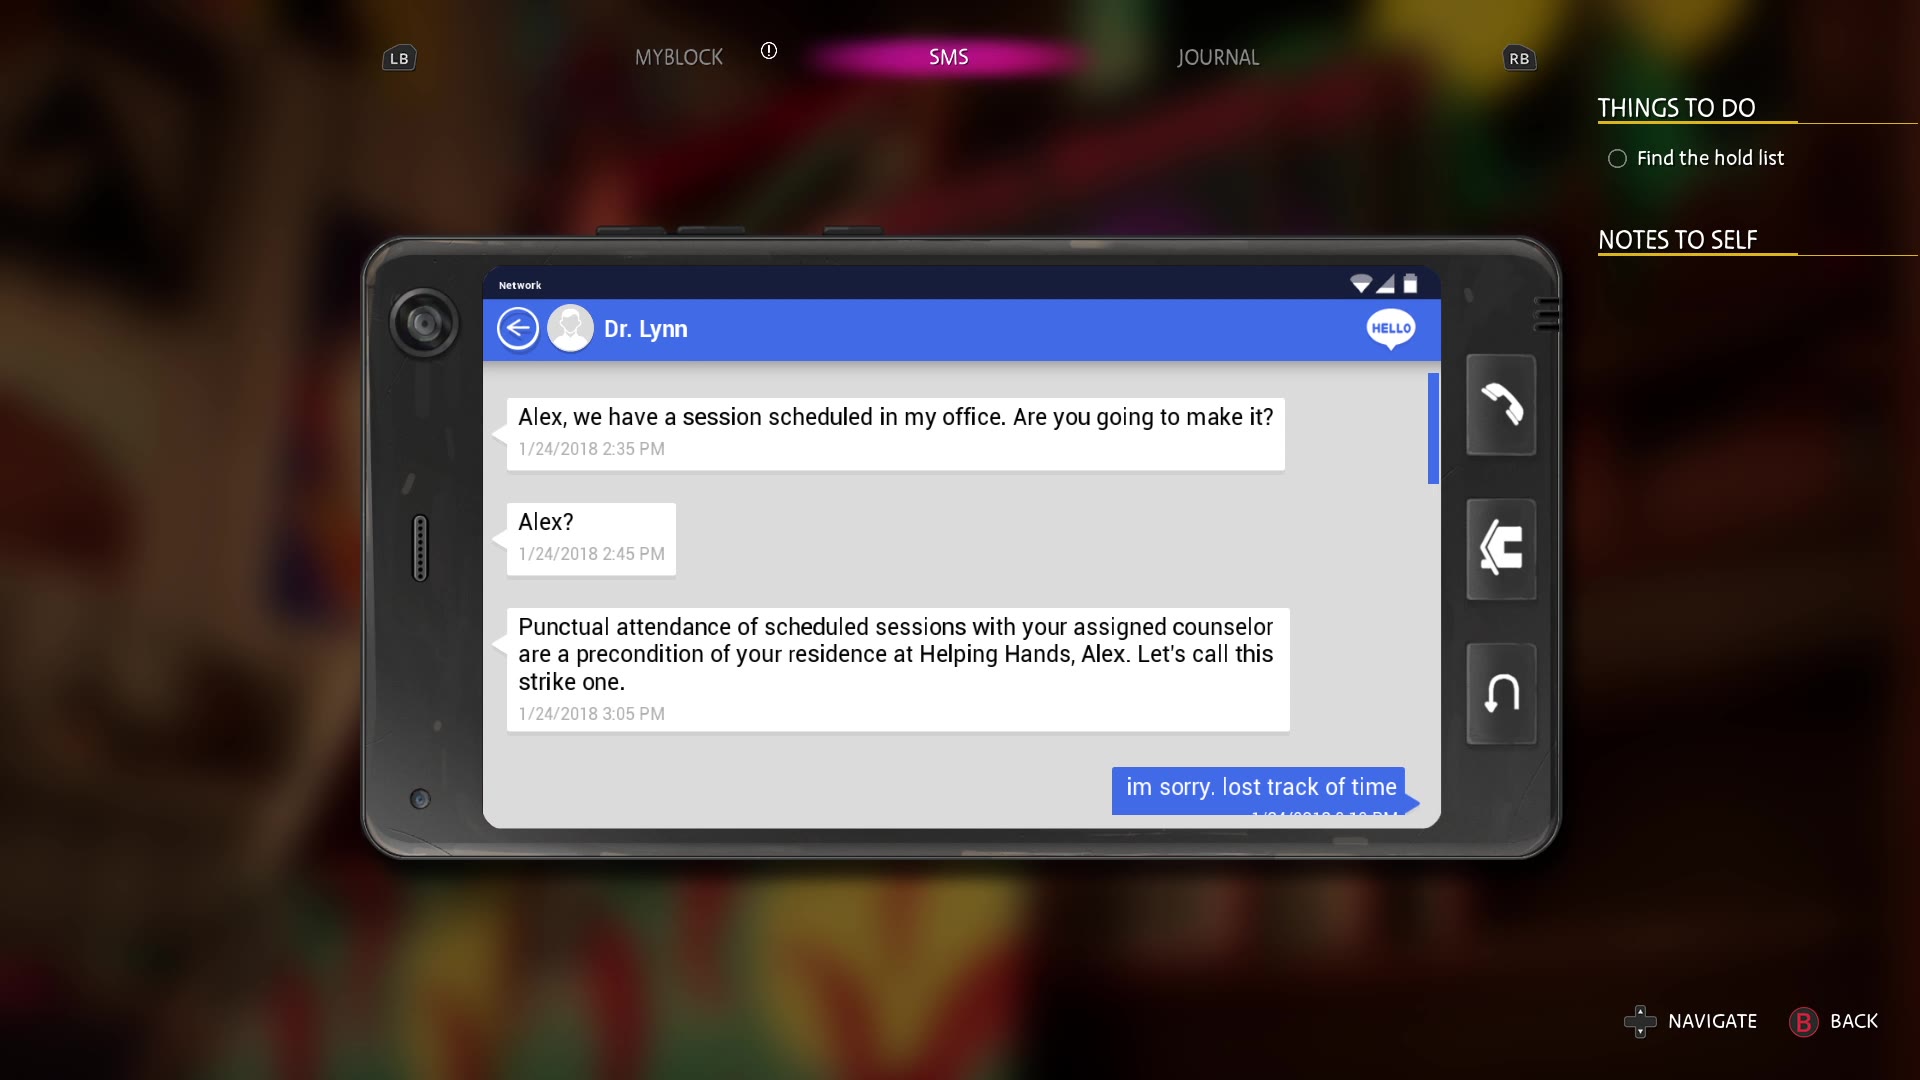 LB
MYBLOCK
SMS
JOURNAL
RB
THINGS TO DO
Find the hold list
NOTES TO SELF
Network
Dr. Lynn
HELLO
Alex, we have a session scheduled in my office. Are you going to make it?
1/24/2018 2:35 PM
Alex?
1/24/2018 2:45 PM
Punctual attendance of scheduled sessions with your assigned counselor
are a precondition of your residence at Helping Hands, Alex. Let's call this
strike one.
1/24/2018 3:05 PM
im sorry. lost track of time
NAVIGATE
B BACK